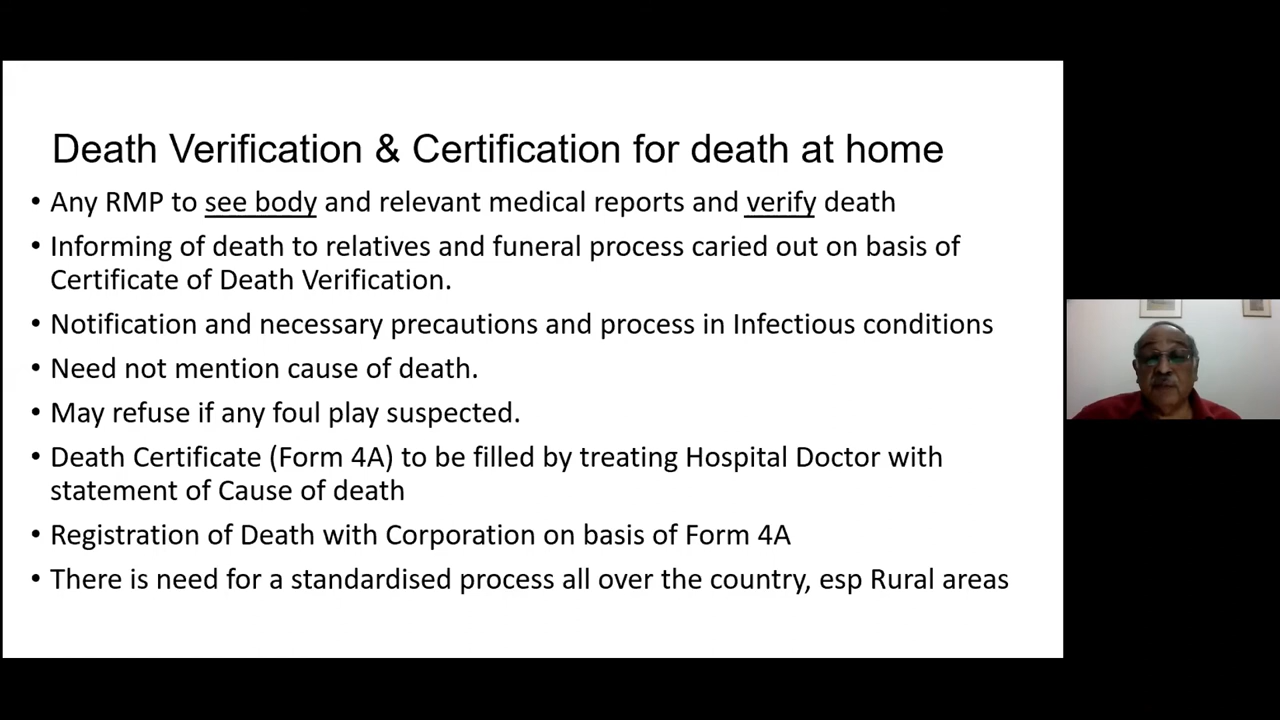 Death Verification & Certification for death at home
• Any RMP to see body and relevant medical reports and verify death
• Informing of death to relatives and funeral process caried out on basis of
Certificate of Death Verification.
• Notification and necessary precautions and process in Infectious conditions
• Need not mention cause of death.
• May refuse if any foul play suspected.
• Death Certificate (Form 4A) to be filled by treating Hospital Doctor with
statement of Cause of death
• Registration of Death with Corporation on basis of Form 4A
• There is need for a standardised process all over the country, esp Rural areas